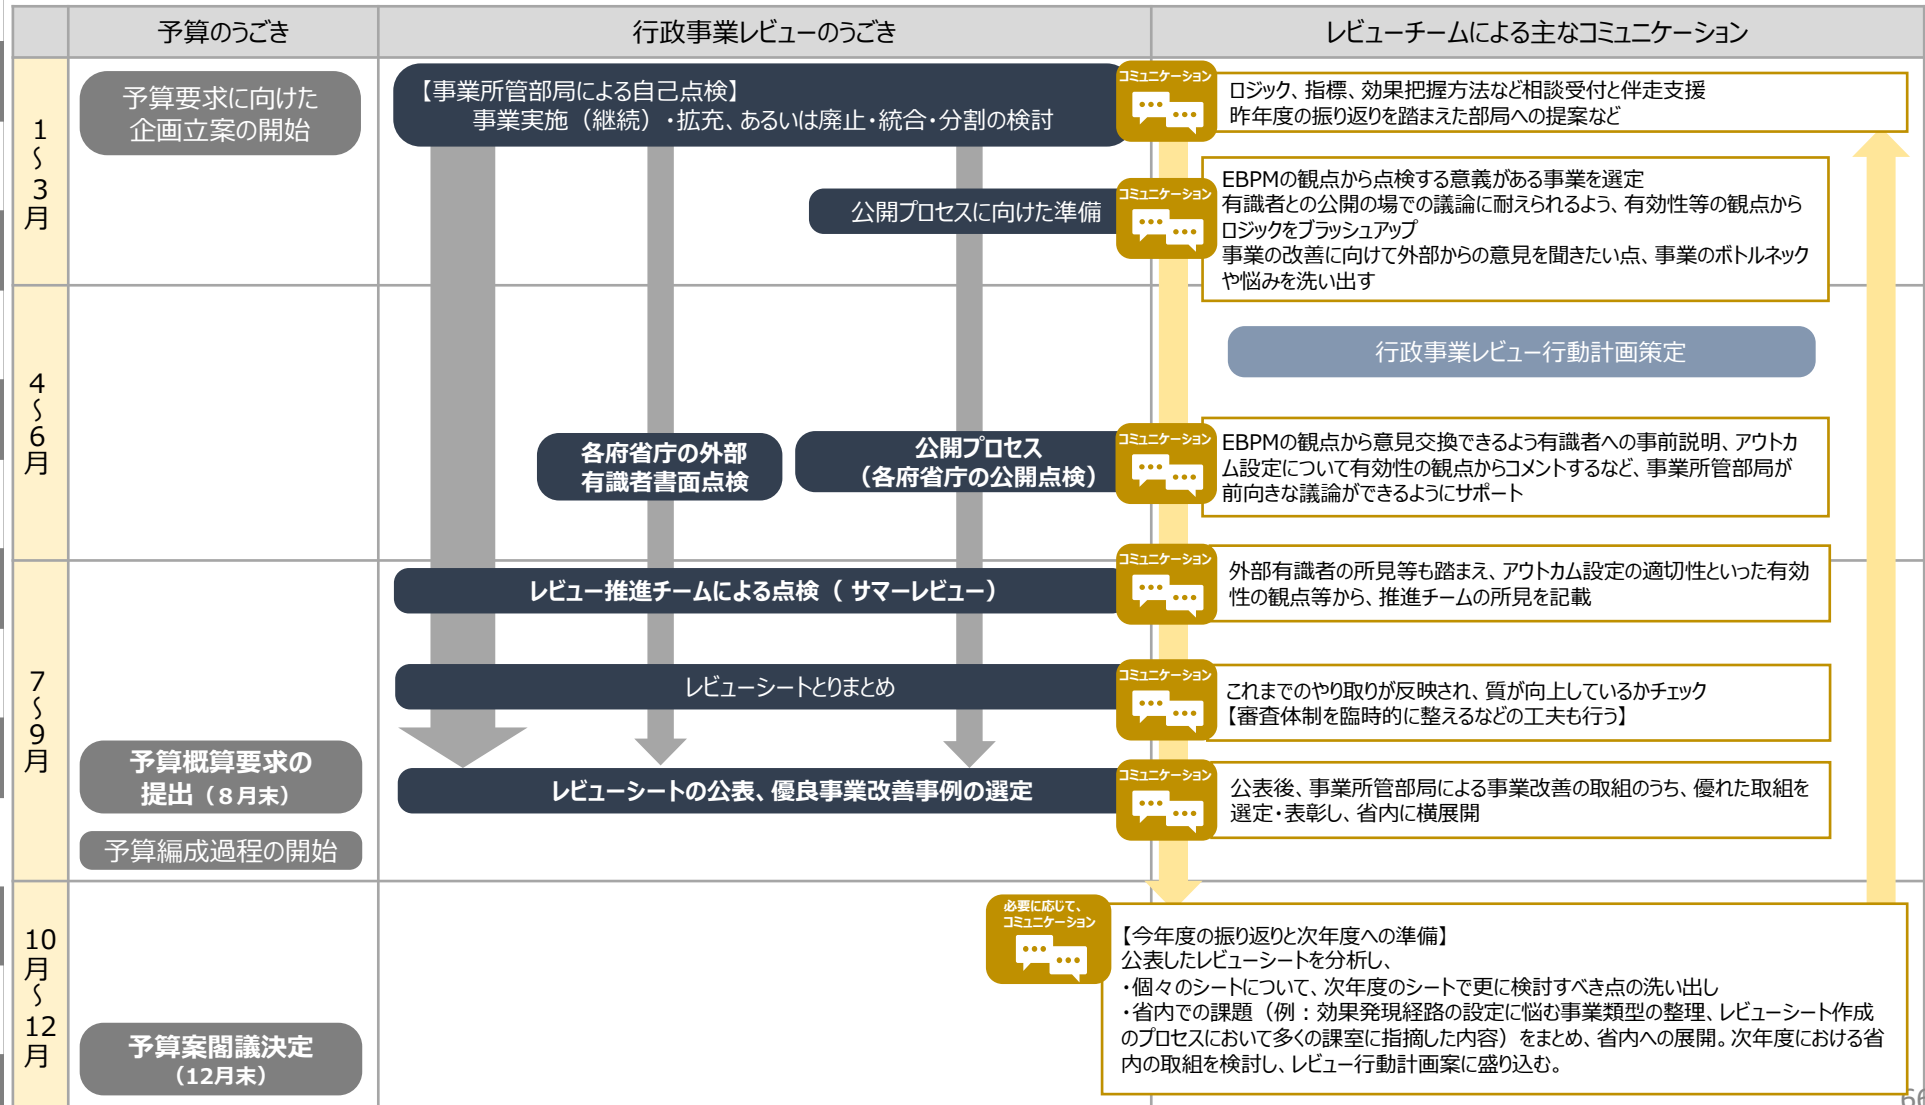 予算のうごき
行政事業レビューのうごき
レビューチームによる主なコミュニケーション
1～3月
予算要求に向けた
企画立案の開始
【事業所管部局による自己点検】
事業実施（継続）・拡充、あるいは廃止・統合・分割の検討
コミュニケーション
ロジック、指標、効果把握方法など相談受付と伴走支援
昨年度の振り返りを踏まえた部局への提案など
公開プロセスに向けた準備
コミュニケーション
EBPMの観点から点検する意義がある事業を選定
有識者との公開の場での議論に耐えられるよう、有効性等の観点から
ロジックをブラッシュアップ
事業の改善に向けて外部からの意見を聞きたい点、事業のボトルネック
や悩みを洗い出す
4～6月
行政事業レビュー行動計画策定
各府省庁の外部
有識者書面点検
公開プロセス
（各府省庁の公開点検）
コミュニケーション
EBPMの観点から意見交換できるよう有識者への事前説明、アウトカ
ム設定について有効性の観点からコメントするなど、事業所管部局が
前向きな議論ができるようにサポート
7～9月
レビュー推進チームによる点検（ サマーレビュー）
コミュニケーション
外部有識者の所見等も踏まえ、アウトカム設定の適切性といった有効
性の観点等から、推進チームの所見を記載
レビューシートとりまとめ
コミュニケーション
これまでのやり取りが反映され、質が向上しているかチェック
【審査体制を臨時的に整えるなどの工夫も行う】
予算概算要求の
提出（８月末）
レビューシートの公表、優良事業改善事例の選定
コミュニケーション
公表後、事業所管部局による事業改善の取組のうち、優れた取組を
選定・表彰し、省内に横展開
予算編成過程の開始
10月～12月
必要に応じて、
コミュニケーション
【今年度の振り返りと次年度への準備】
公表したレビューシートを分析し、
・個々のシートについて、次年度のシートで更に検討すべき点の洗い出し
・省内での課題（例：効果発現経路の設定に悩む事業類型の整理、レビューシート作成
のプロセスにおいて多くの課室に指摘した内容）をまとめ、省内への展開。次年度における省
内の取組を検討し、レビュー行動計画案に盛り込む。
予算案閣議決定
（12月末）
66